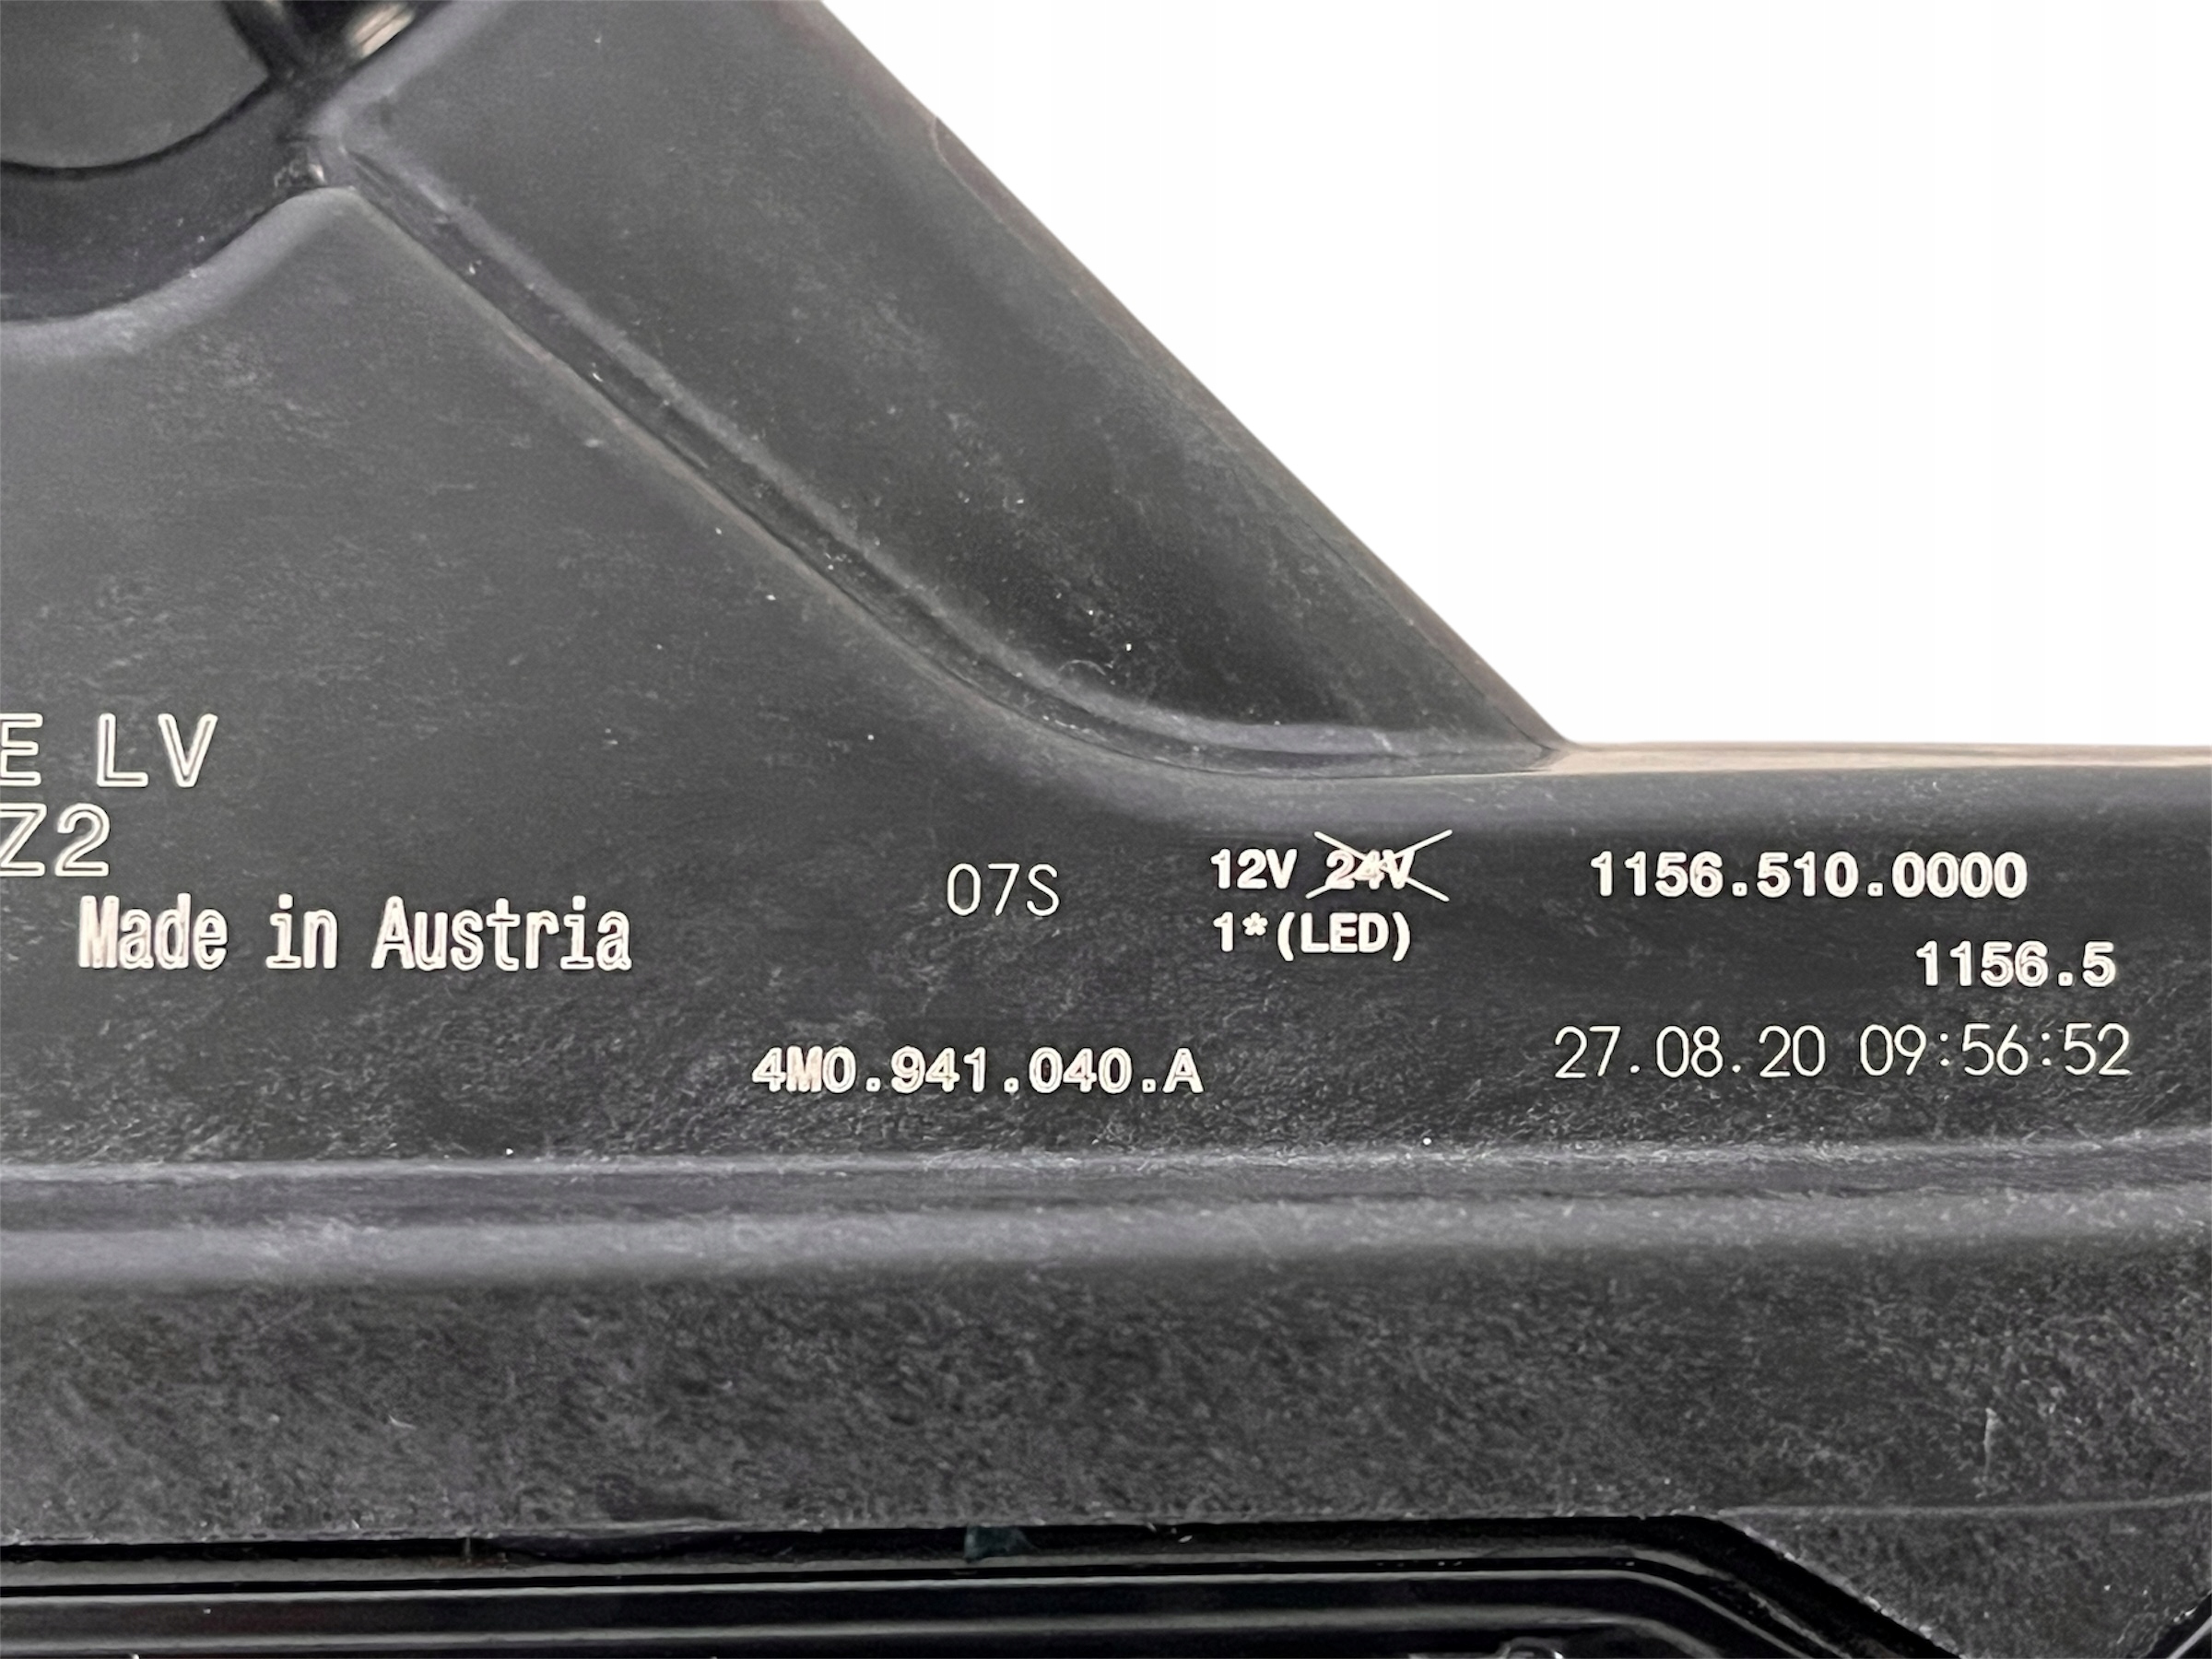 E LV
Z2
Made in Austria
07S
12V 24V
1*(LED)
1156.510.0000
1156.5
4M0.941.040.A
27.08.20 09:56:52